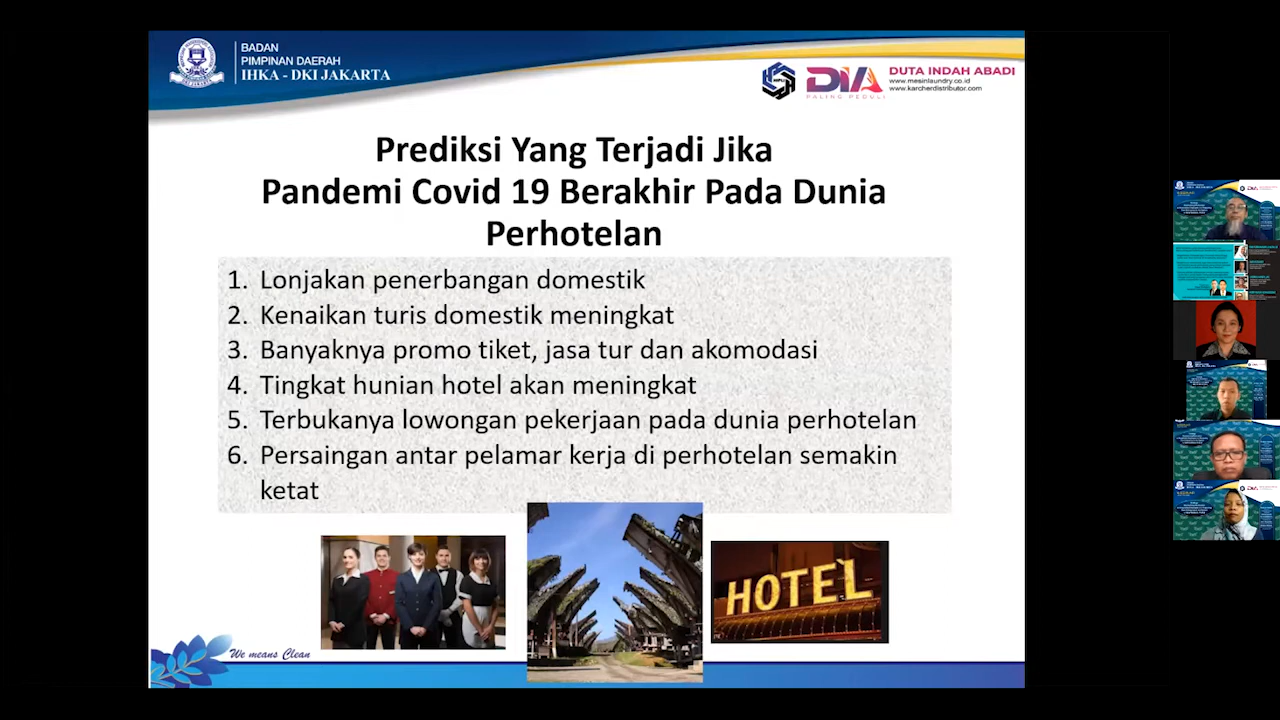 BADAN
PIMPINAN DAERAH
IHKA - DKI JAKARTA
DIA
PALING PEDULI
DUTA INDAH ABADI
www.mesinlaundry.co.id
www.karcherdistributor.com
Prediksi Yang Terjadi Jika
Pandemi Covid 19 Berakhir Pada Dunia
Perhotelan
1. Lonjakan penerbangan domestik
2. Kenaikan turis domestik meningkat
3. Banyaknya promo tiket, jasa tur dan akomodasi
4. Tingkat hunian hotel akan meningkat
5. Terbukanya lowongan pekerjaan pada dunia perhotelan
6. Persaingan antar pelamar kerja di perhotelan semakin
ketat
HOTEL
We means Clean